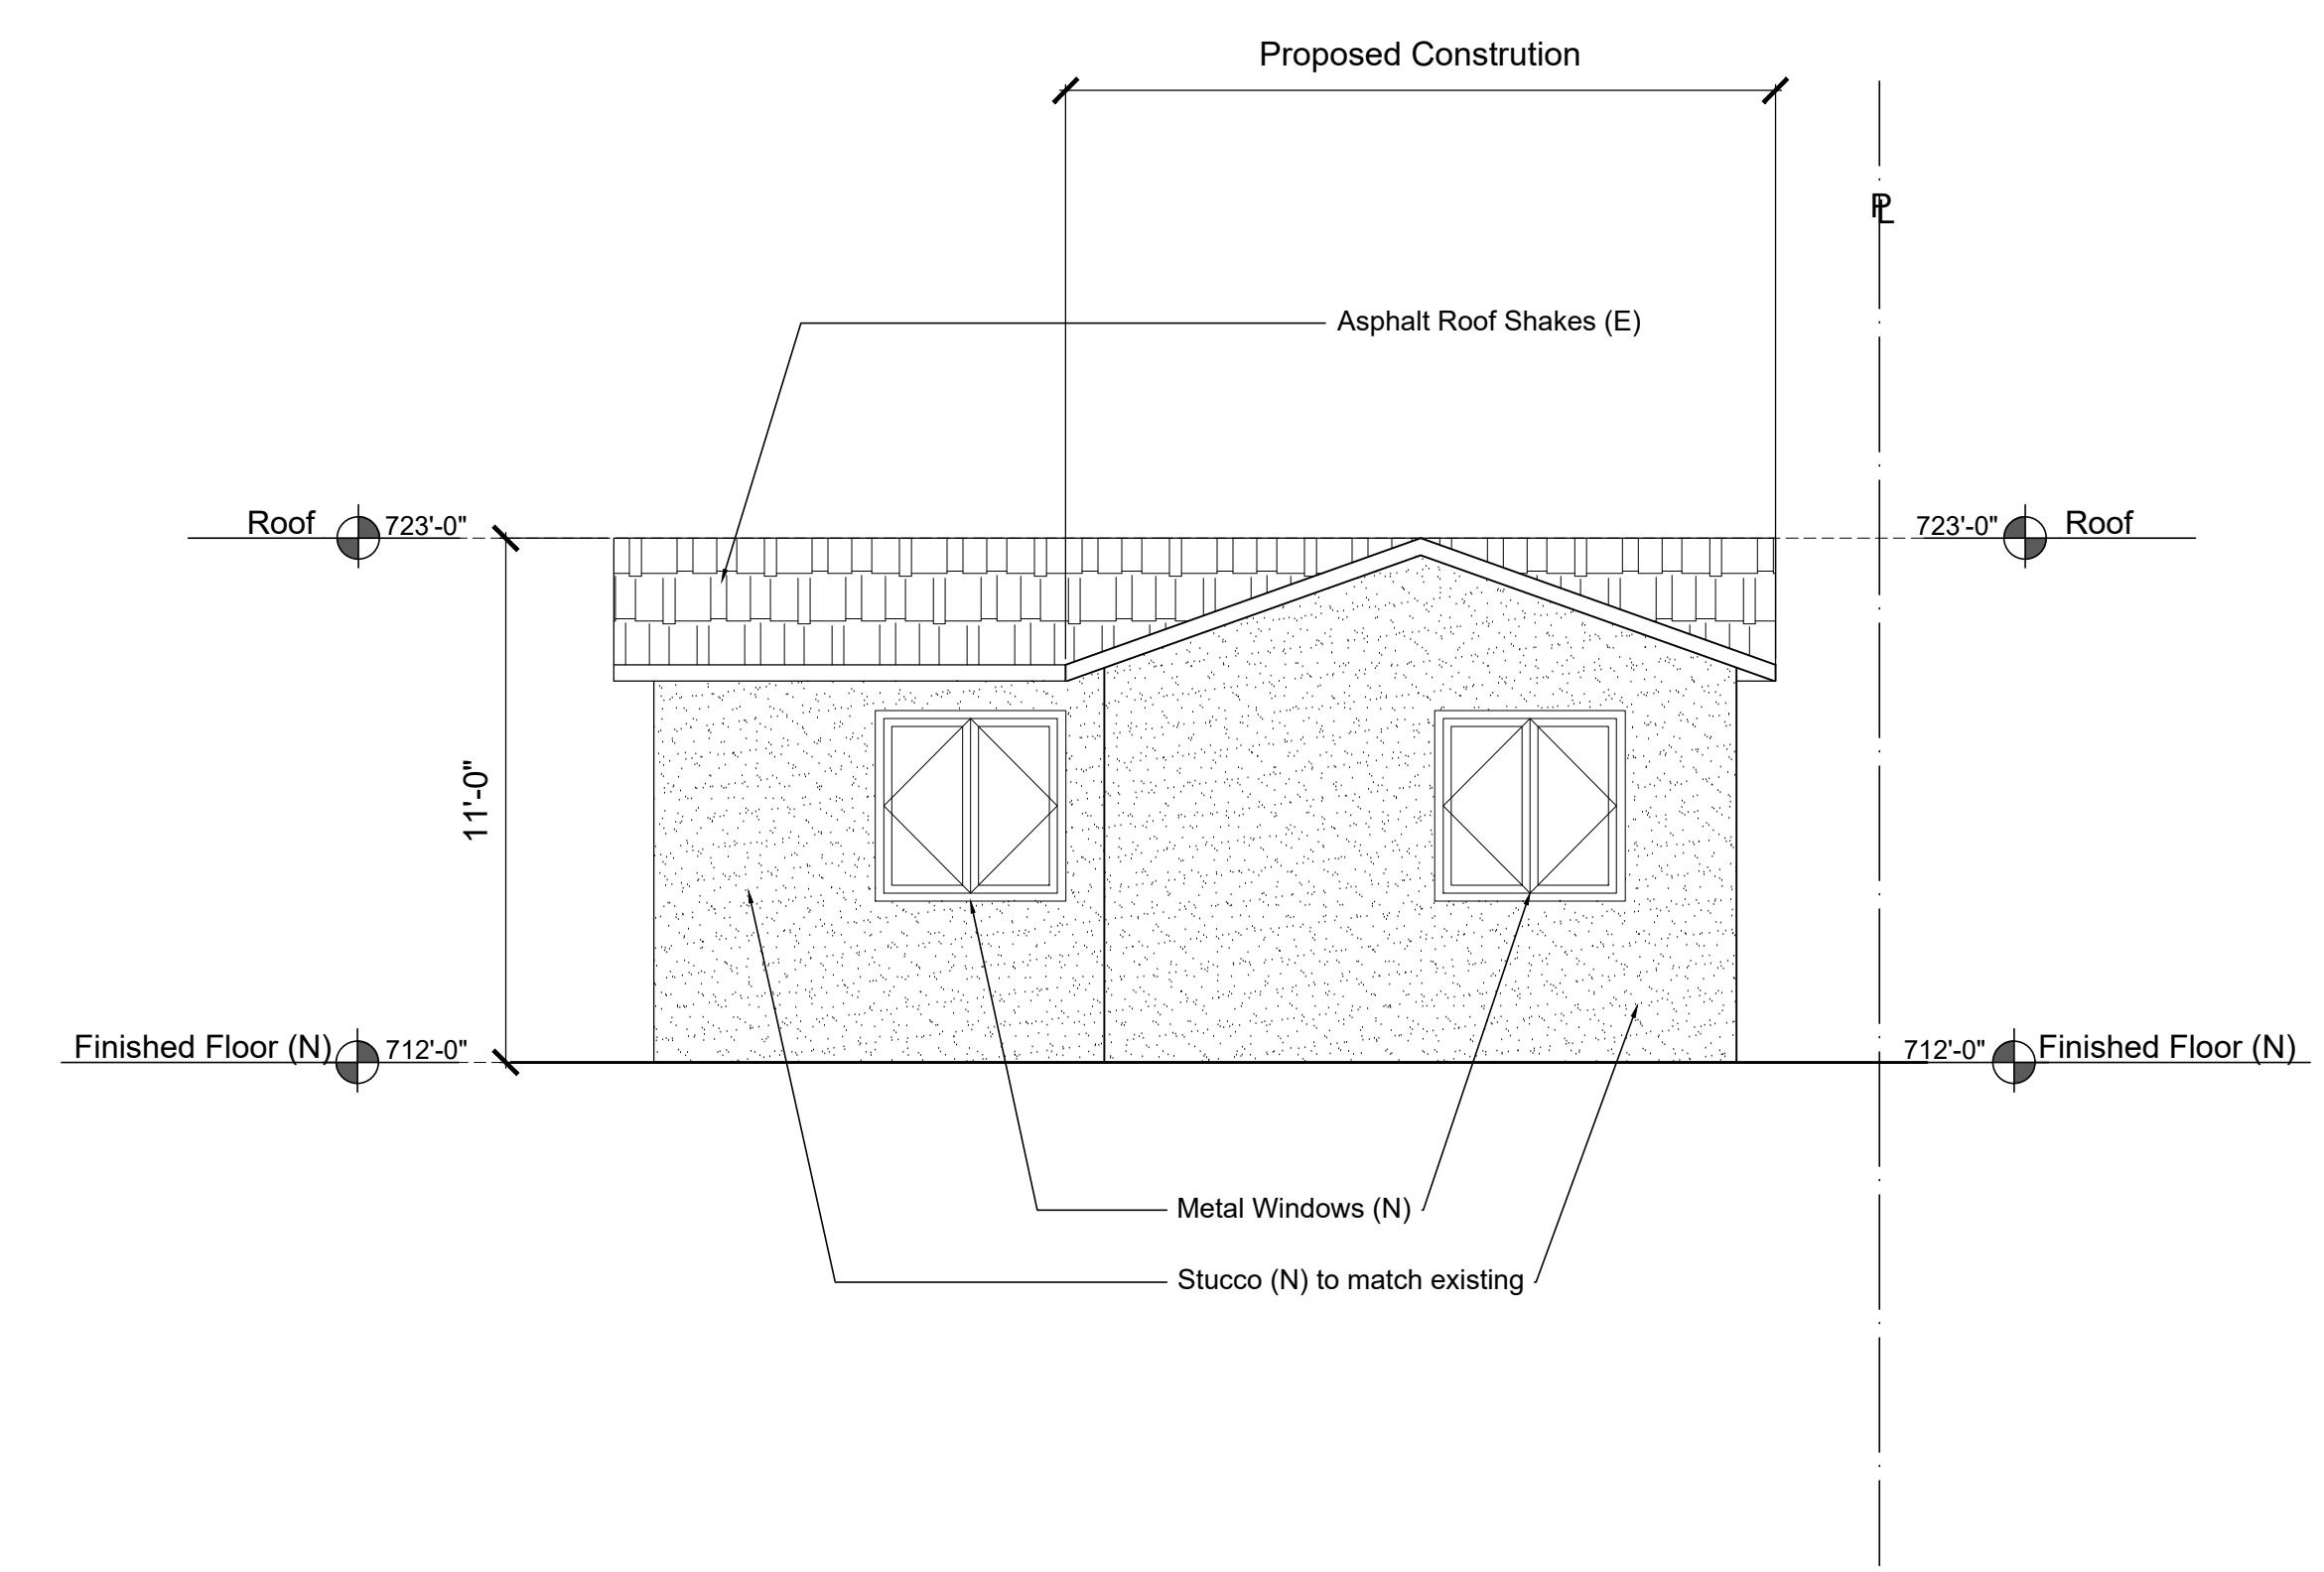 Proposed Constrution
PL
Asphalt Roof Shakes (E)
Roof 723'-0"
723'-0" Roof
11'-0"
Finished Floor (N) 712'-0"
712'-0" Finished Floor (N)
Metal Windows (N)
Stucco (N) to match existing